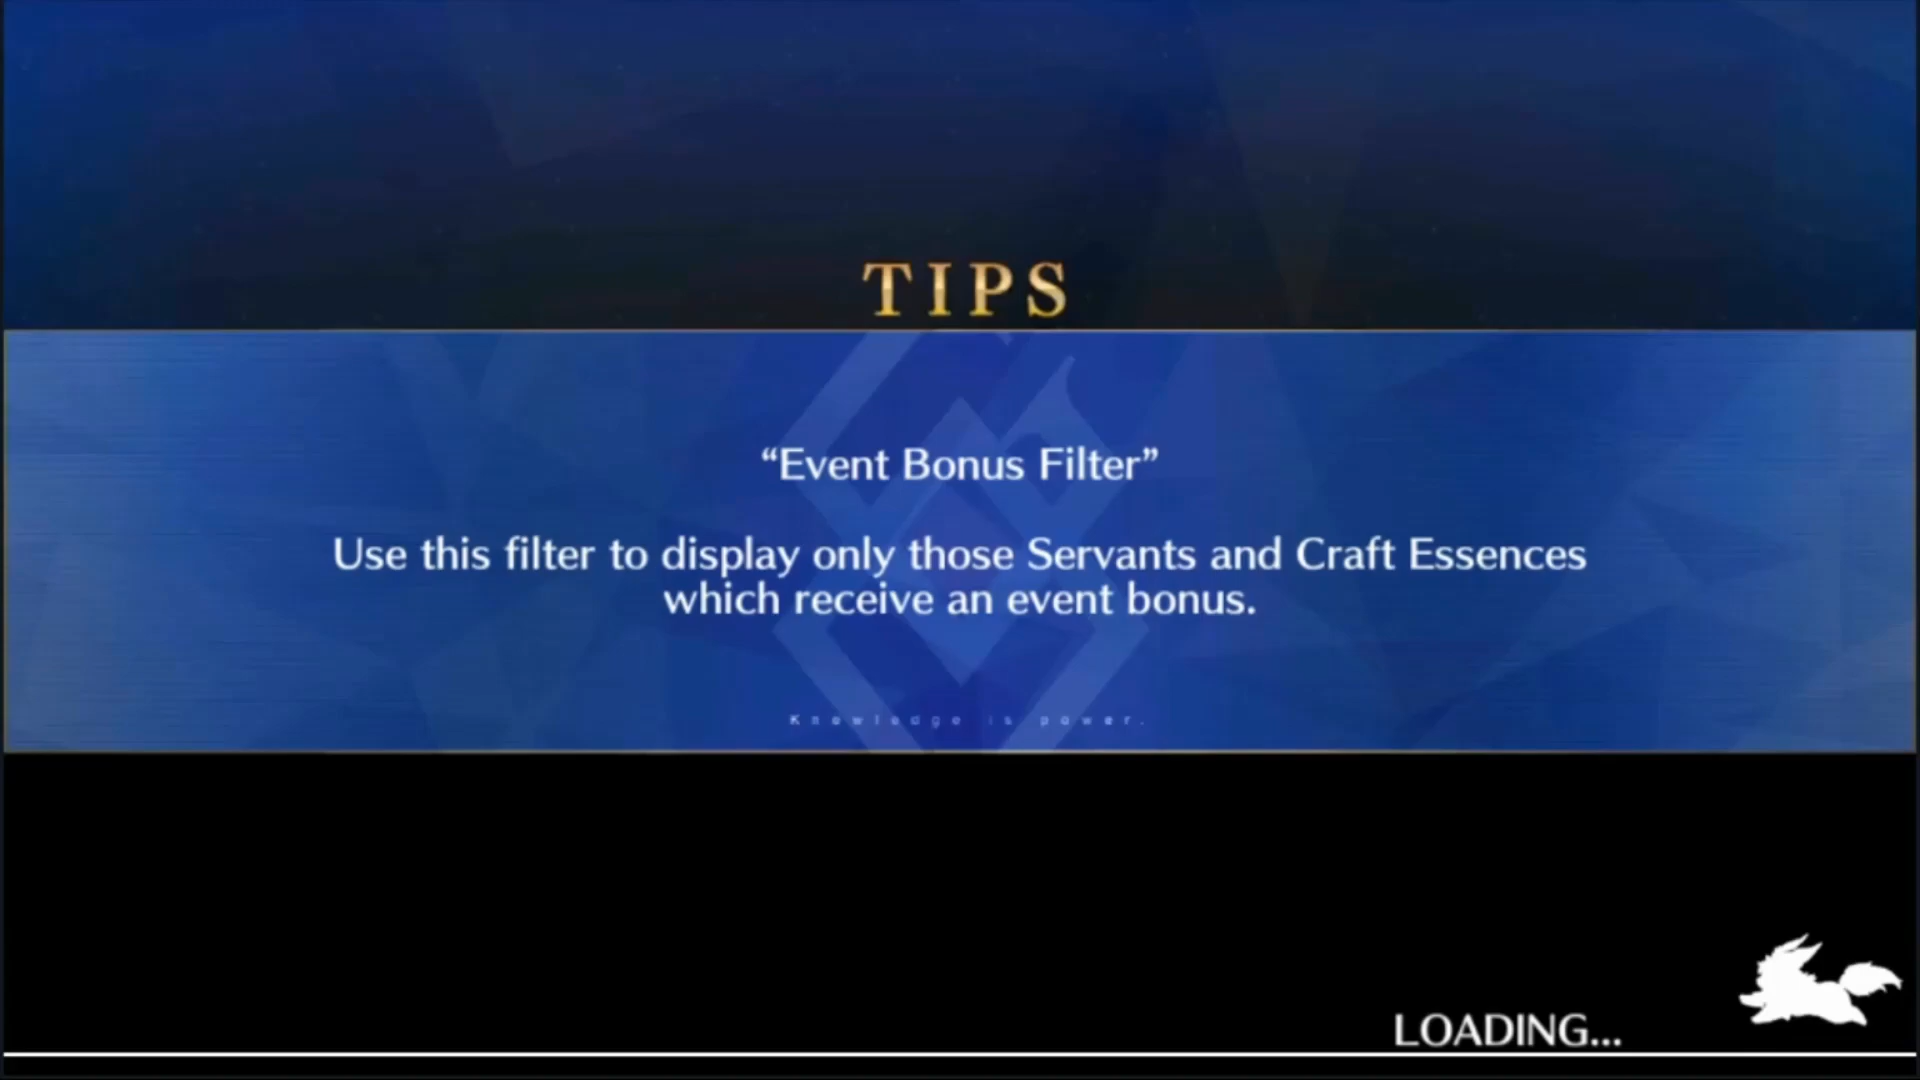 TIPS
“Event Bonus Filter”
Use this filter to display only those Servants and Craft Essences
which receive an event bonus.
Knowledge is power.
LOADING...